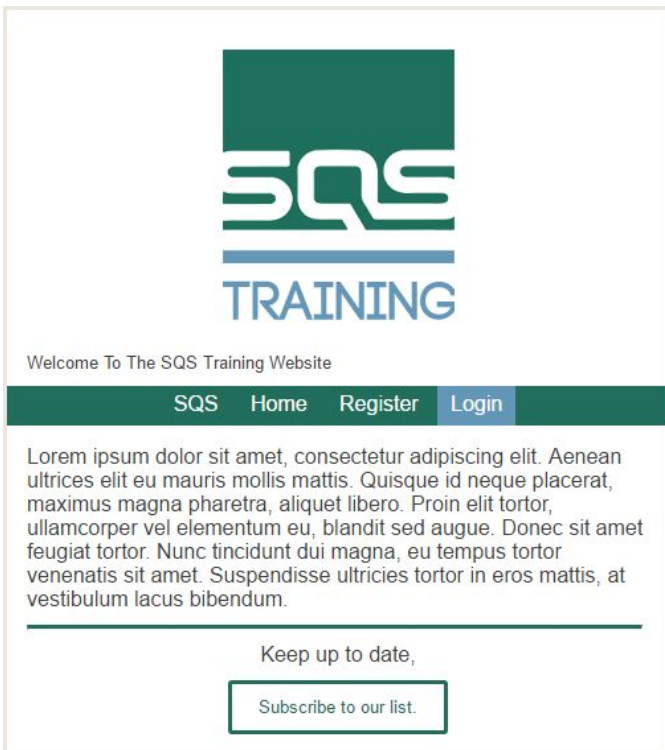 SQS
TRAINING
Welcome To The SQS Training Website
SQS Home Register Login
Lorem ipsum dolor sit amet, consectetur adipiscing elit. Aenean
ultrices elit eu mauris mollis mattis. Quisque id neque placerat,
maximus magna pharetra, aliquet libero. Proin elit tortor,
ullamcorper vel elementum eu, blandit sed augue. Donec sit amet
feugiat tortor. Nunc tincidunt dui magna, eu tempus tortor
venenatis sit amet. Suspendisse ultricies tortor in eros mattis, at
vestibulum lacus bibendum.
Keep up to date,
Subscribe to our list.